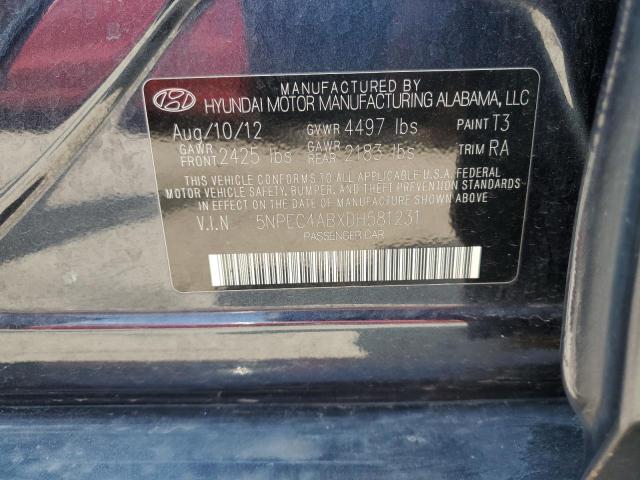 MANUFACTURED BY
HYUNDAI MOTOR MANUFACTURING ALABAMA, LLC
Aug/10/12 GVWR 4497 lbs PAINT T3
GAWR FRONT 2425 lbs GAWR REAR 2183 lbs TRIM RA
THIS VEHICLE CONFORMS TO ALL APPLICABLE U.S.A. FEDERAL
MOTOR VEHICLE SAFETY, BUMPER, AND THEFT PREVENTION STANDARDS
IN EFFECT ON THE DATE OF MANUFACTURE SHOWN ABOVE.
V.I.N 5NPEC4ABXDH581231
PASSENGER CAR